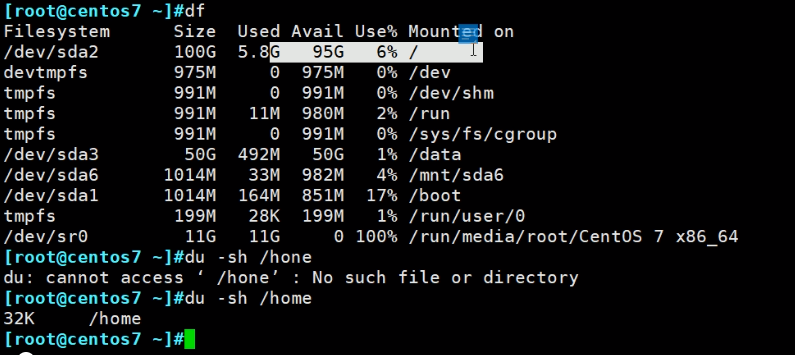 [root@centos7 ~]#df
Filesystem      Size  Used Avail Use% Mounted on
/dev/sda2       100G  5.8G   95G   6% /
devtmpfs        975M     0  975M   0% /dev
tmpfs           991M     0  991M   0% /dev/shm
tmpfs           991M   11M  980M   2% /run
tmpfs           991M     0  991M   0% /sys/fs/cgroup
/dev/sda3        50G  492M   50G   1% /data
/dev/sda6      1014M   33M  982M   4% /mnt/sda6
/dev/sda1      1014M  164M  851M  17% /boot
tmpfs           199M   28K  199M   1% /run/user/0
/dev/sr0         11G   11G     0 100% /run/media/root/CentOS 7 x86_64
[root@centos7 ~]#du -sh /hone
du: cannot access ‘ /hone’ : No such file or directory
[root@centos7 ~]#du -sh /home
32K     /home
[root@centos7 ~]#